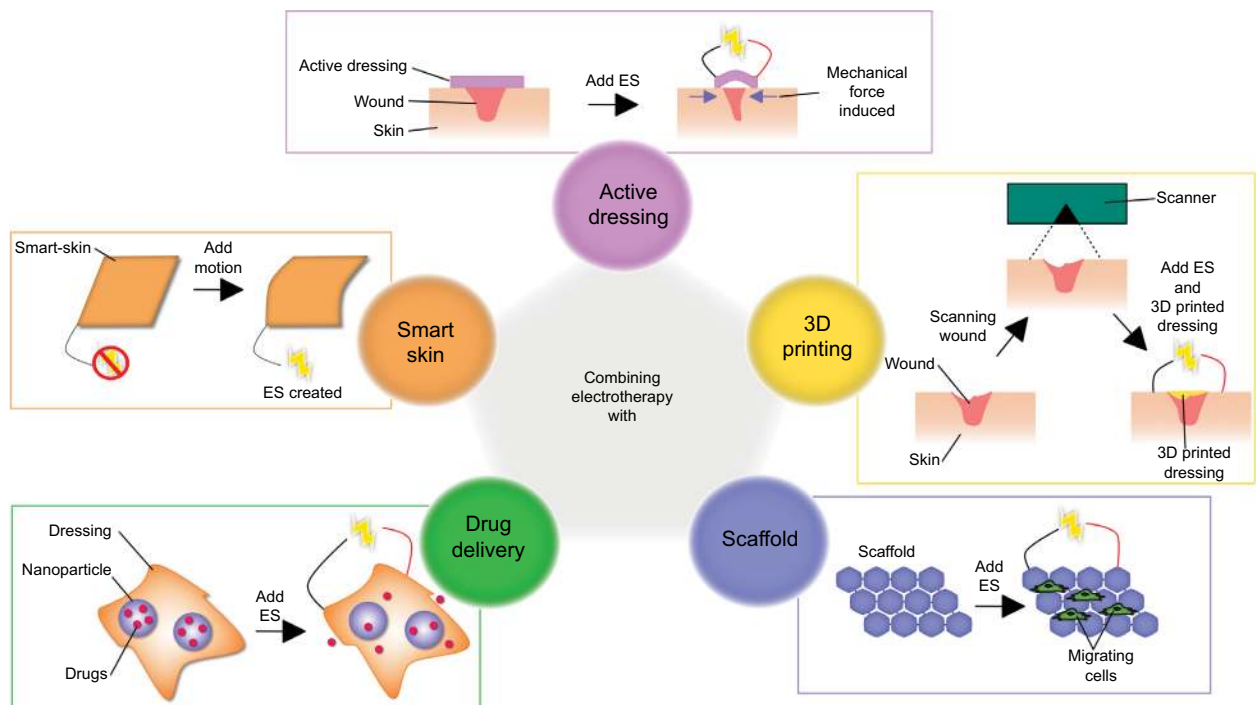 Active dressing
Wound
Skin
Add ES
Mechanical
force
induced
Active
dressing
Scanner
Add ES
and
3D printed
dressing
Scanning
wound
Wound
Skin
3D printed
dressing
3D
printing
Smart-skin
Add
motion
ES created
Smart
skin
Combining
electrotherapy
with
Dressing
Nanoparticle
Drugs
Add
ES
Drug
delivery
Scaffold
Scaffold
Add
ES
Migrating
cells